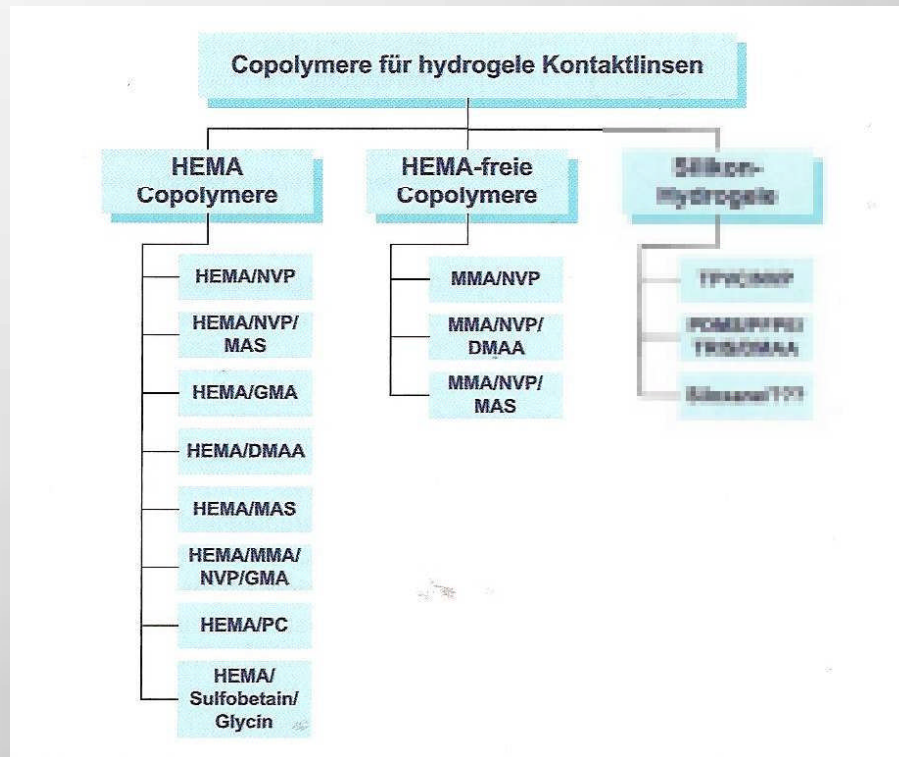 Copolymere für hydrogele Kontaktlinsen
HEMA
Copolymere
HEMA/NVP
HEMA/NVP/
MAS
HEMA/GMA
HEMA/DMAA
HEMA/MAS
HEMA/MMA/
NVP/GMA
HEMA/PC
HEMA/
Sulfobetain/
Glycin
HEMA-freie
Copolymere
MMA/NVP
MMA/NVP/
DMAA
MMA/NVP/
MAS
Silikon-
Hydrogele